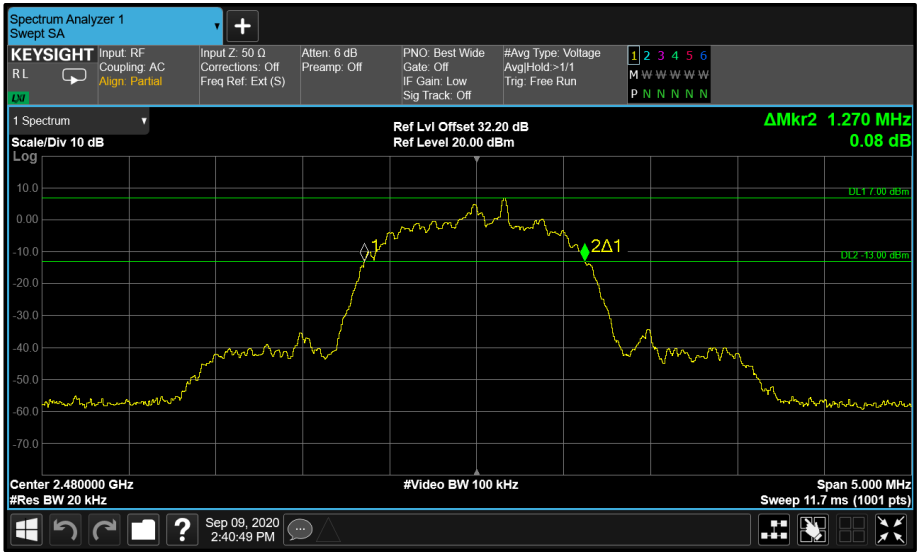 Spectrum Analyzer 1
Swept SA
+
KEYSIGHT Input: RF Input Z: 50 Ω Atten: 6 dB PNO: Best Wide #Avg Type: Voltage 1 2 3 4 5 6
R L Coupling: AC Corrections: Off Preamp: Off Gate: Off Avg|Hold:>1/1 M W W W W W
Align: Partial Freq Ref: Ext (S) IF Gain: Low Trig: Free Run
LXI Sig Track: Off P N N N N N
1 Spectrum
Scale/Div 10 dB
Ref Lvl Offset 32.20 dB
Ref Level 20.00 dBm
ΔMkr2 1.270 MHz
0.08 dB
Log
10.0
DL1 7.00 dBm
0.00
1
2Δ1
-10.0
DL2 -13.00 dBm
-20.0
-30.0
-40.0
-50.0
-60.0
-70.0
Center 2.480000 GHz #Video BW 100 kHz Span 5.000 MHz
#Res BW 20 kHz Sweep 11.7 ms (1001 pts)
? Sep 09, 2020
2:40:49 PM